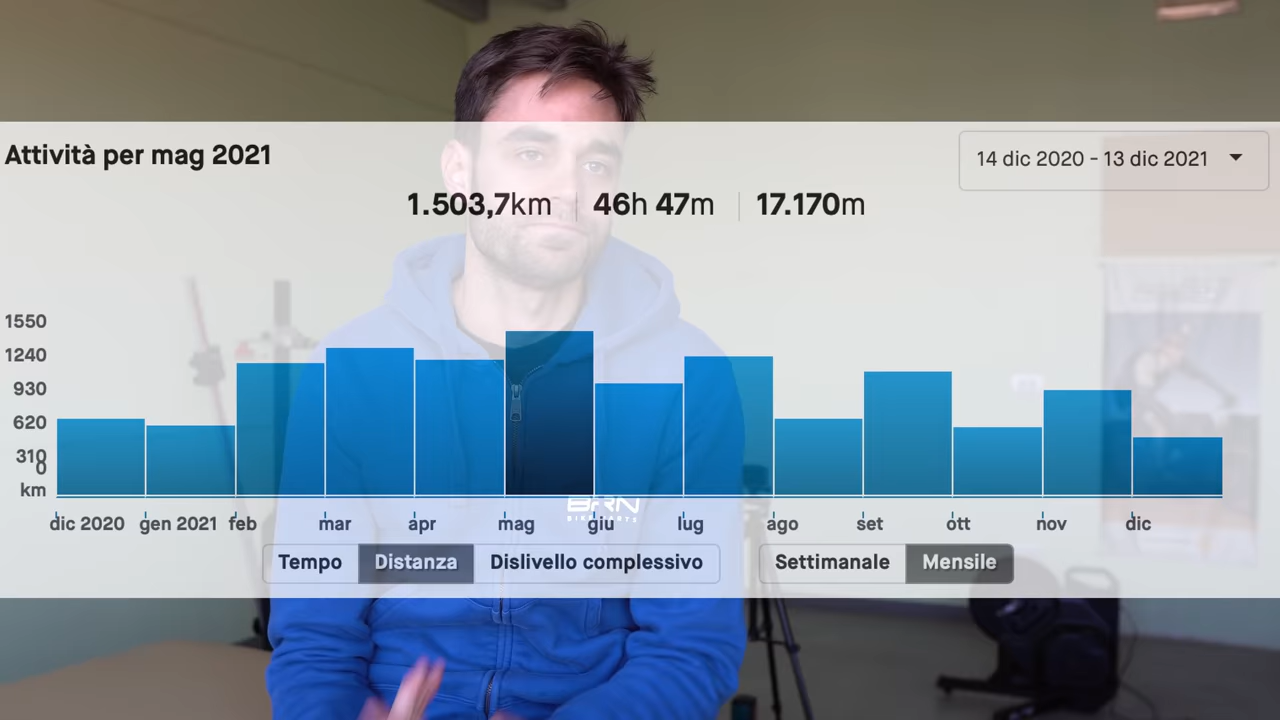 Attività per mag 2021
14 dic 2020 - 13 dic 2021
1.503,7km 46h 47m 17.170m
1550
1240
930
620
310
0
km
dic 2020 gen 2021 feb mar apr mag giu lug ago set ott nov dic
BRN
Tempo Distanza Dislivello complessivo Settimanale Mensile